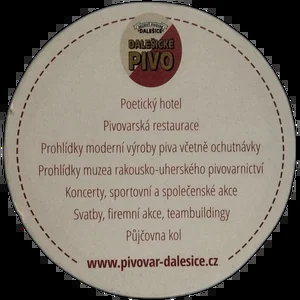 DALEŠICE
DALEŠICKÉ
PIVO
Poetický hotel
Pivovarská restaurace
Prohlídky moderní výroby piva včetně ochutnávky
Prohlídky muzea rakousko-uherského pivovarnictví
Koncerty, sportovní a společenské akce
Svatby, firemní akce, teambuildingy
Půjčovna kol
www.pivovar-dalesice.cz